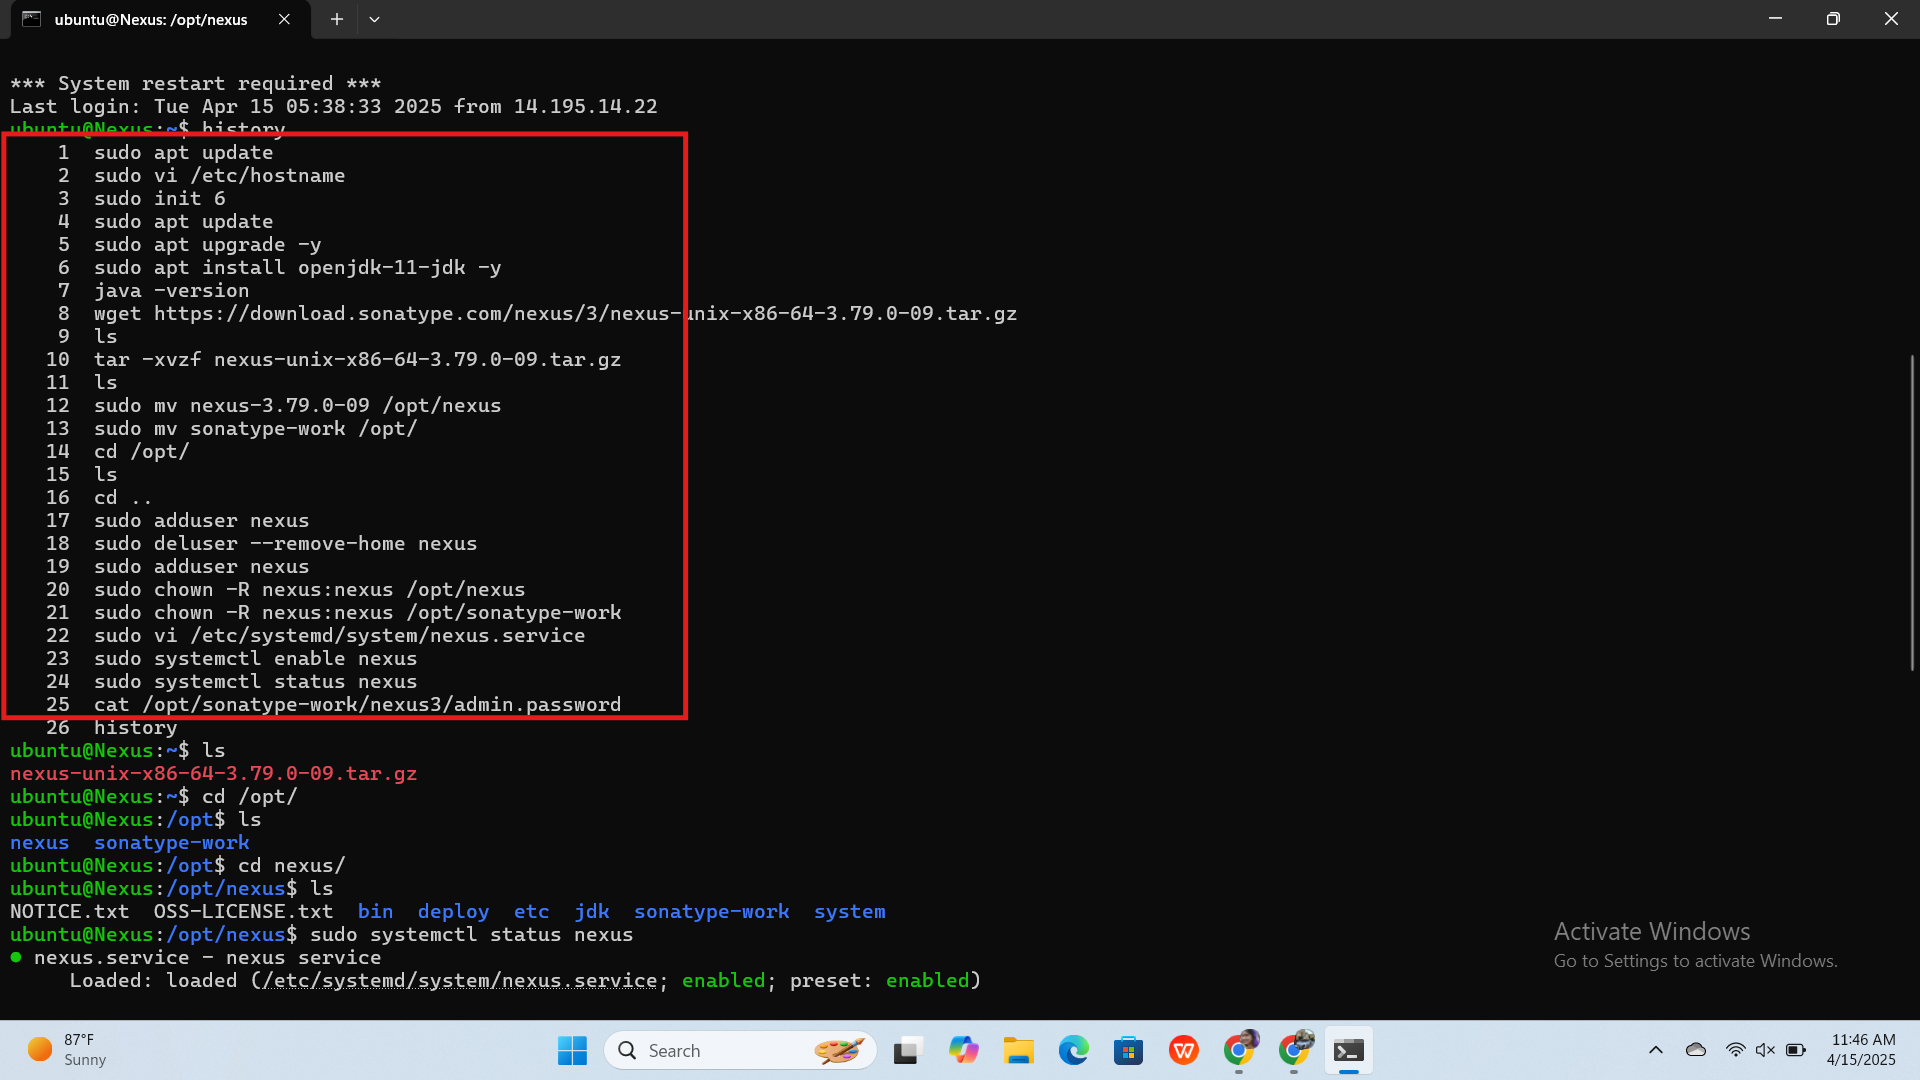 ubuntu@Nexus: /opt/nexus
*** System restart required ***
Last login: Tue Apr 15 05:38:33 2025 from 14.195.14.22
ubuntu@Nexus:~$ history
1 sudo apt update
2 sudo vi /etc/hostname
3 sudo init 6
4 sudo apt update
5 sudo apt upgrade -y
6 sudo apt install openjdk-11-jdk -y
7 java -version
8 wget https://download.sonatype.com/nexus/3/nexus-unix-x86-64-3.79.0-09.tar.gz
9 ls
10 tar -xvzf nexus-unix-x86-64-3.79.0-09.tar.gz
11 ls
12 sudo mv nexus-3.79.0-09 /opt/nexus
13 sudo mv sonatype-work /opt/
14 cd /opt/
15 ls
16 cd ..
17 sudo adduser nexus
18 sudo deluser --remove-home nexus
19 sudo adduser nexus
20 sudo chown -R nexus:nexus /opt/nexus
21 sudo chown -R nexus:nexus /opt/sonatype-work
22 sudo vi /etc/systemd/system/nexus.service
23 sudo systemctl enable nexus
24 sudo systemctl status nexus
25 cat /opt/sonatype-work/nexus3/admin.password
26 history
ubuntu@Nexus:~$ ls
nexus-unix-x86-64-3.79.0-09.tar.gz
ubuntu@Nexus:~$ cd /opt/
ubuntu@Nexus:/opt$ ls
nexus sonatype-work
ubuntu@Nexus:/opt$ cd nexus/
ubuntu@Nexus:/opt/nexus$ ls
NOTICE.txt OSS-LICENSE.txt bin deploy etc jdk sonatype-work system
ubuntu@Nexus:/opt/nexus$ sudo systemctl status nexus
● nexus.service - nexus service
Loaded: loaded (/etc/systemd/system/nexus.service; enabled; preset: enabled)
Activate Windows
Go to Settings to activate Windows.
87°F
Sunny
Search
11:46 AM
4/15/2025